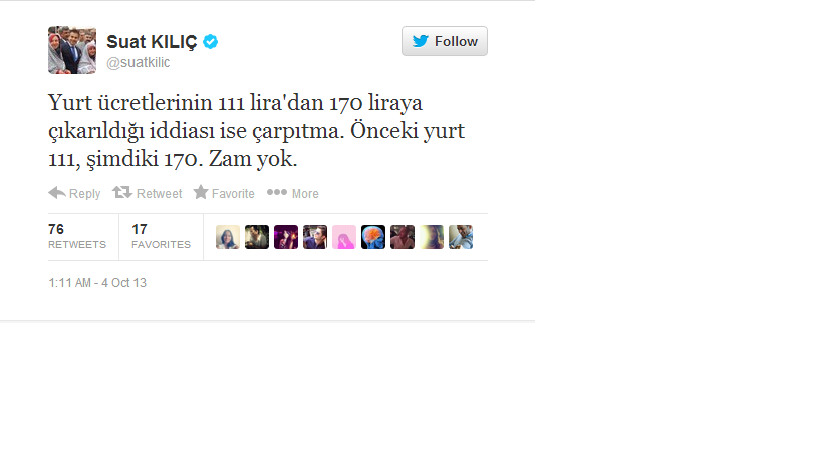 Suat KILIÇ
Follow
@suatkilic
Yurt ücretlerinin 111 lira'dan 170 liraya
çıkarıldığı iddiası ise çarpıtma. Önceki yurt
111, şimdiki 170. Zam yok.
Reply Retweet Favorite More
76 17
RETWEETS FAVORITES
1:11 AM - 4 Oct 13